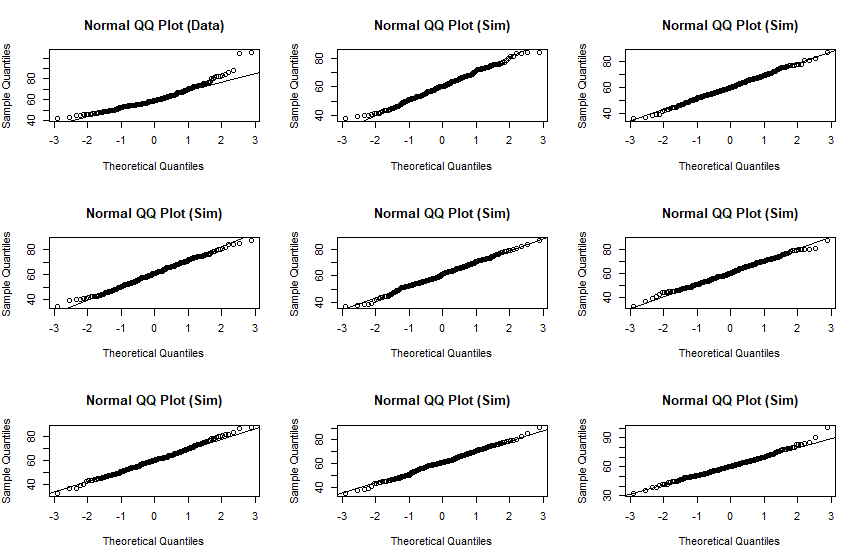 Normal QQ Plot (Data) Normal QQ Plot (Sim) Normal QQ Plot (Sim)
Sample Quantiles Sample Quantiles Sample Quantiles
80 80 80
60 60 60
40 40 40
-3 -2 -1 0 1 2 3 -3 -2 -1 0 1 2 3 -3 -2 -1 0 1 2 3
Theoretical Quantiles Theoretical Quantiles Theoretical Quantiles
Normal QQ Plot (Sim) Normal QQ Plot (Sim) Normal QQ Plot (Sim)
Sample Quantiles Sample Quantiles Sample Quantiles
80 80 80
60 60 60
40 40 40
-3 -2 -1 0 1 2 3 -3 -2 -1 0 1 2 3 -3 -2 -1 0 1 2 3
Theoretical Quantiles Theoretical Quantiles Theoretical Quantiles
Normal QQ Plot (Sim) Normal QQ Plot (Sim) Normal QQ Plot (Sim)
Sample Quantiles Sample Quantiles Sample Quantiles
80 80 90
60 60 60
40 40 30
-3 -2 -1 0 1 2 3 -3 -2 -1 0 1 2 3 -3 -2 -1 0 1 2 3
Theoretical Quantiles Theoretical Quantiles Theoretical Quantiles